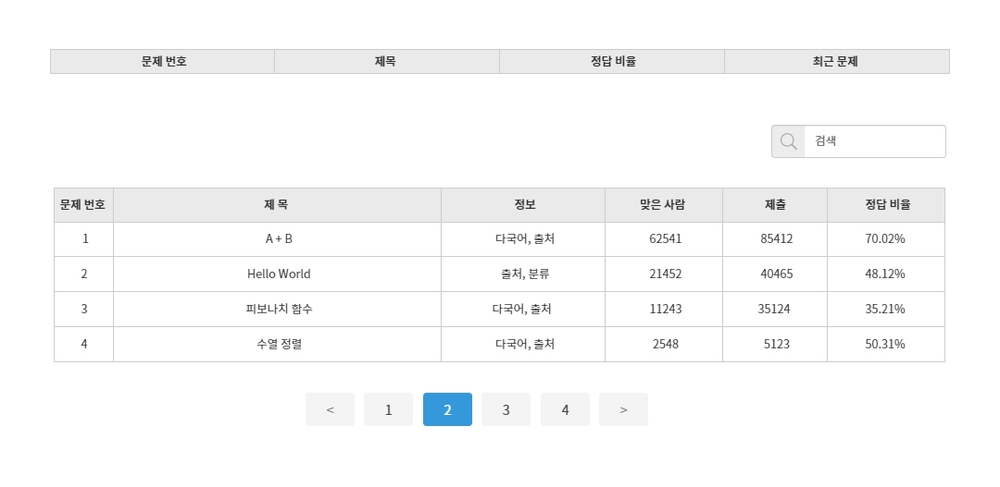 문제 번호 제목 정답 비율 최근 문제
검색
문제 번호 제 목 정보 맞은 사람 제출 정답 비율
1 A + B 다국어, 출처 62541 85412 70.02%
2 Hello World 출처, 분류 21452 40465 48.12%
3 피보나치 함수 다국어, 출처 11243 35124 35.21%
4 수열 정렬 다국어, 출처 2548 5123 50.31%
< 1 2 3 4 >